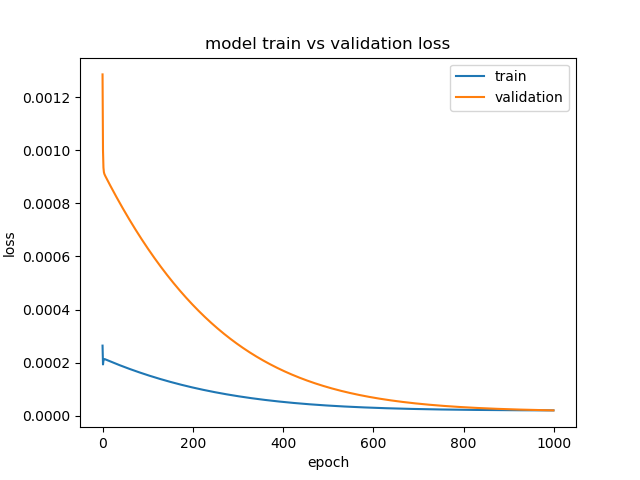 model train vs validation loss
train
validation
0.0012
0.0010
0.0008
0.0006
0.0004
0.0002
0.0000
loss
0 200 400 600 800 1000
epoch